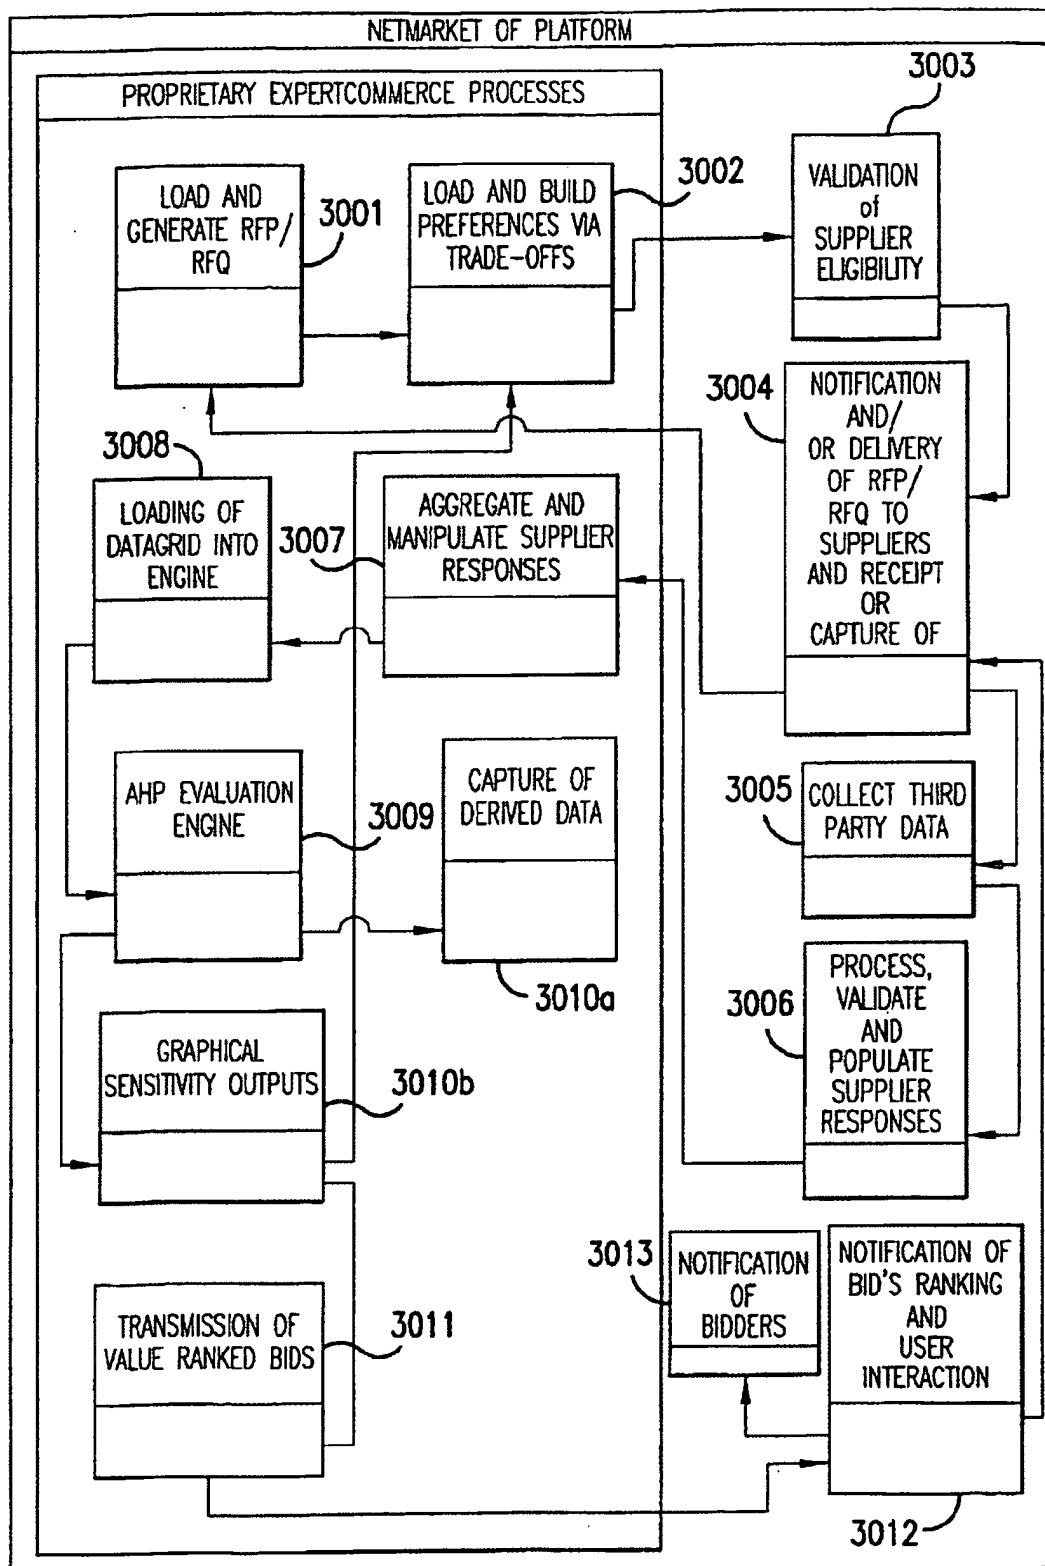 NETMARKET OF PLATFORM
PROPRIETARY EXPERTCOMMERCE PROCESSES
LOAD AND
GENERATE RFP/
RFQ
3001
LOAD AND BUILD
PREFERENCES VIA
TRADE-OFFS
3002
3003
VALIDATION
of
SUPPLIER
ELIGIBILITY
3004
NOTIFICATION
AND/
OR DELIVERY
OF RFP/
RFQ TO
SUPPLIERS
AND RECEIPT
OR
CAPTURE OF
3008
LOADING OF
DATAGRID INTO
ENGINE
3007
AGGREGATE AND
MANIPULATE SUPPLIER
RESPONSES
AHP EVALUATION
ENGINE
3009
CAPTURE OF
DERIVED DATA
3010a
3005
COLLECT THIRD
PARTY DATA
3006
PROCESS,
VALIDATE
AND
POPULATE
SUPPLIER
RESPONSES
GRAPHICAL
SENSITIVITY OUTPUTS
3010b
TRANSMISSION OF
VALUE RANKED BIDS
3011
3013
NOTIFICATION
OF
BIDDERS
NOTIFICATION OF
BID'S RANKING
AND
USER
INTERACTION
3012